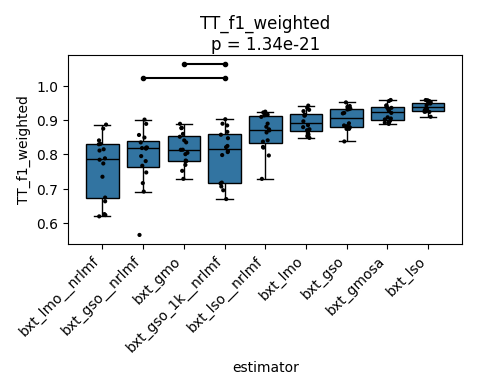 TT_f1_weighted
p = 1.34e-21
TT_f1_weighted
1.0
0.9
0.8
0.7
0.6
bxt_lmo__nrlmf
bxt_gso__nrlmf
bxt_gmo
bxt_gso_1k__nrlmf
bxt_lso__nrlmf
bxt_lmo
bxt_gso
bxt_gmosa
bxt_lso
estimator